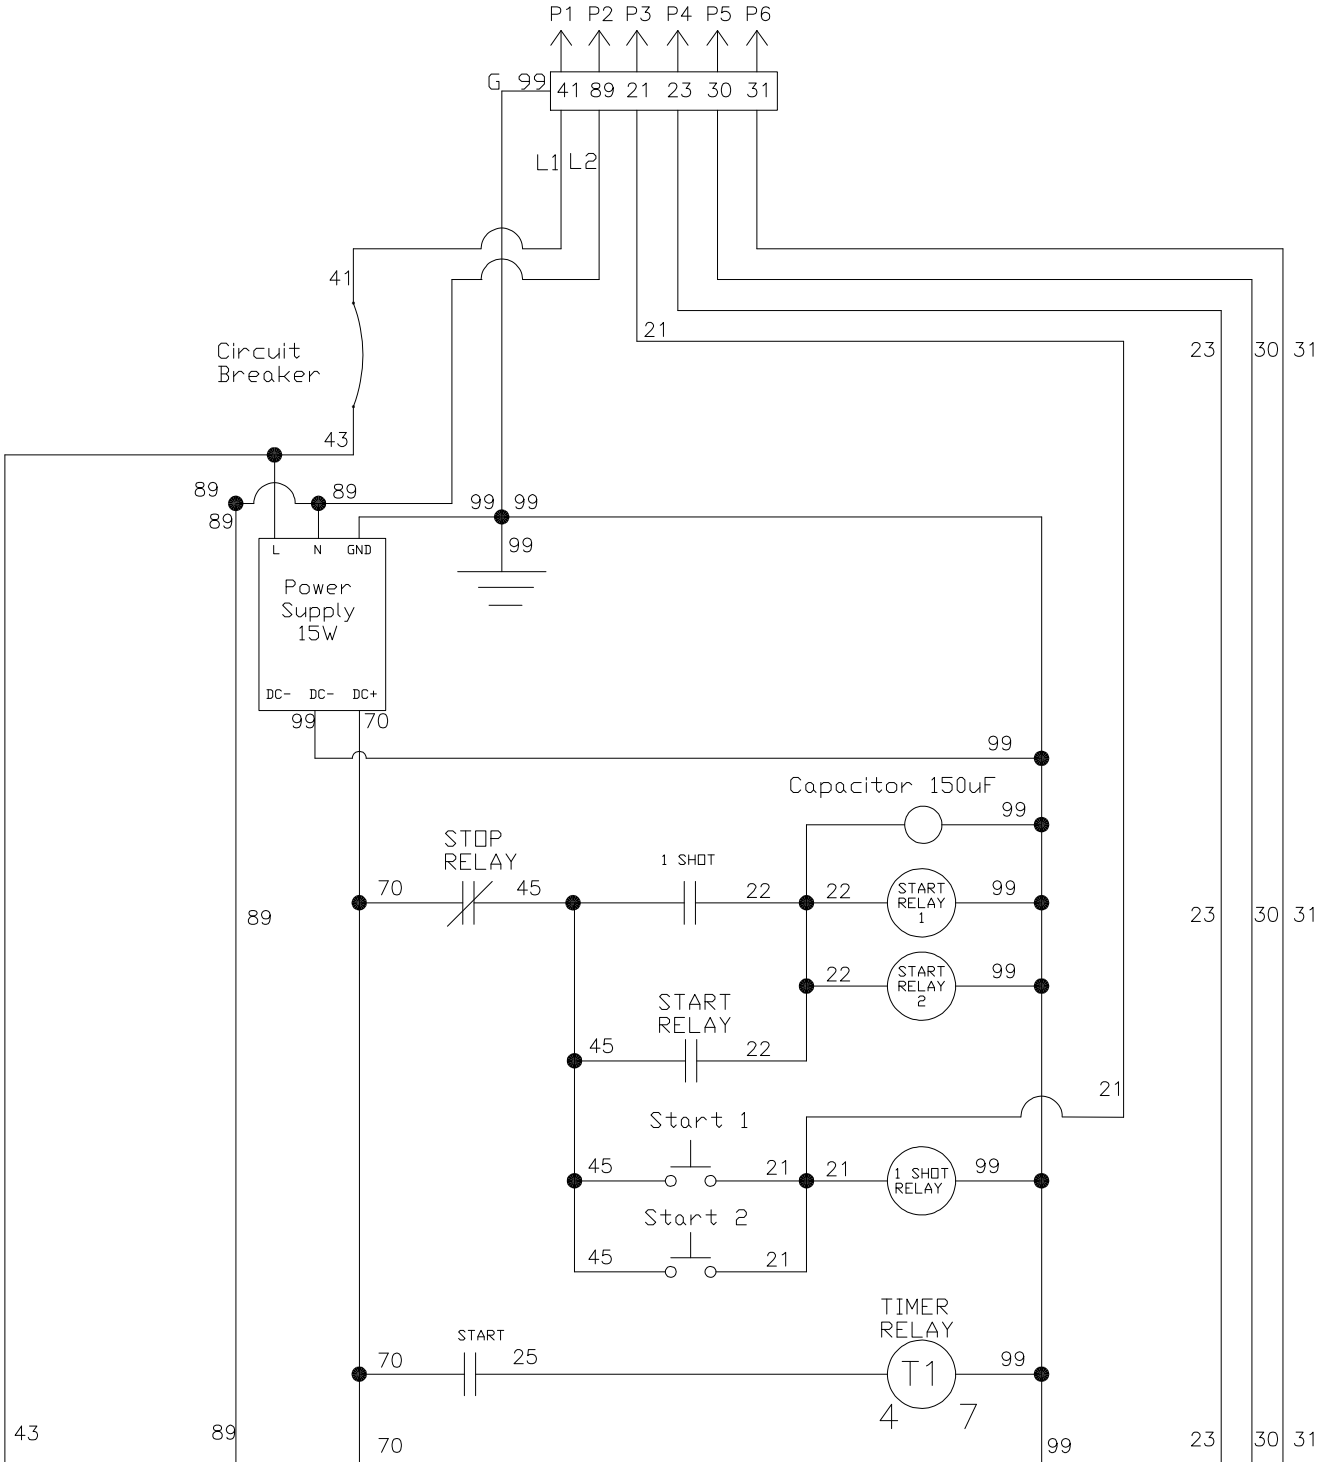 P1 P2 P3 P4 P5 P6
G 99 41 89 21 23 30 31
L1 L2
41
21
Circuit
Breaker
23 30 31
43
89 89
89
99 99
99
L N GND
Power
Supply
15W
DC- DC- DC+
99 70
99
Capacitor 150uF
99
STOP
RELAY
1 SHOT
70 45 22 22 99
START
RELAY
1
89
23 30 31
22 99
START
RELAY
2
START
RELAY
45 22
21
Start 1
45 21 21 99
1 SHOT
RELAY
Start 2
45 21
TIMER
RELAY
START
70 25 99
T1
4 7
43 89 70 99 23 30 31